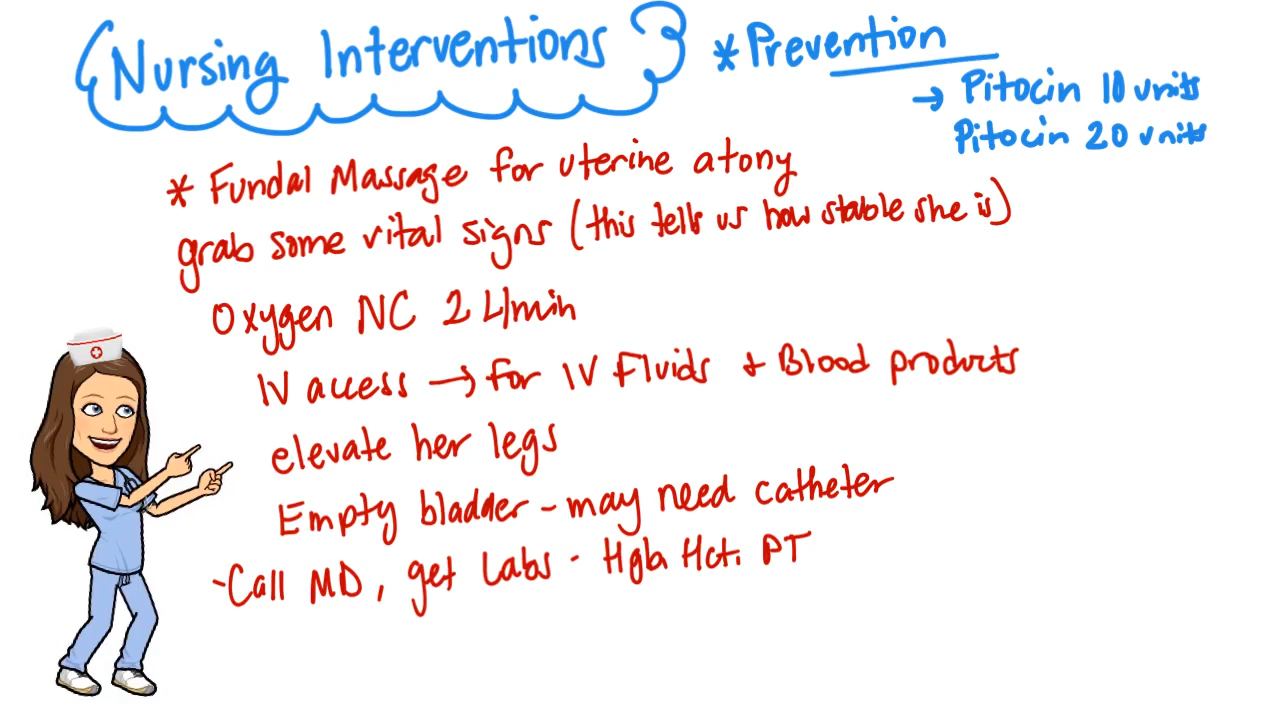 Nursing Interventions
*Prevention
→ Pitocin 10 units
Pitocin 20 units
* Fundal Massage for uterine atony
grab some vital signs (this tells us how stable she is)
Oxygen NC 2 L/min
IV access → for IV Fluids + Blood products
elevate her legs
Empty bladder - may need catheter
-Call MD, get Labs - Hgb, Hct, PT